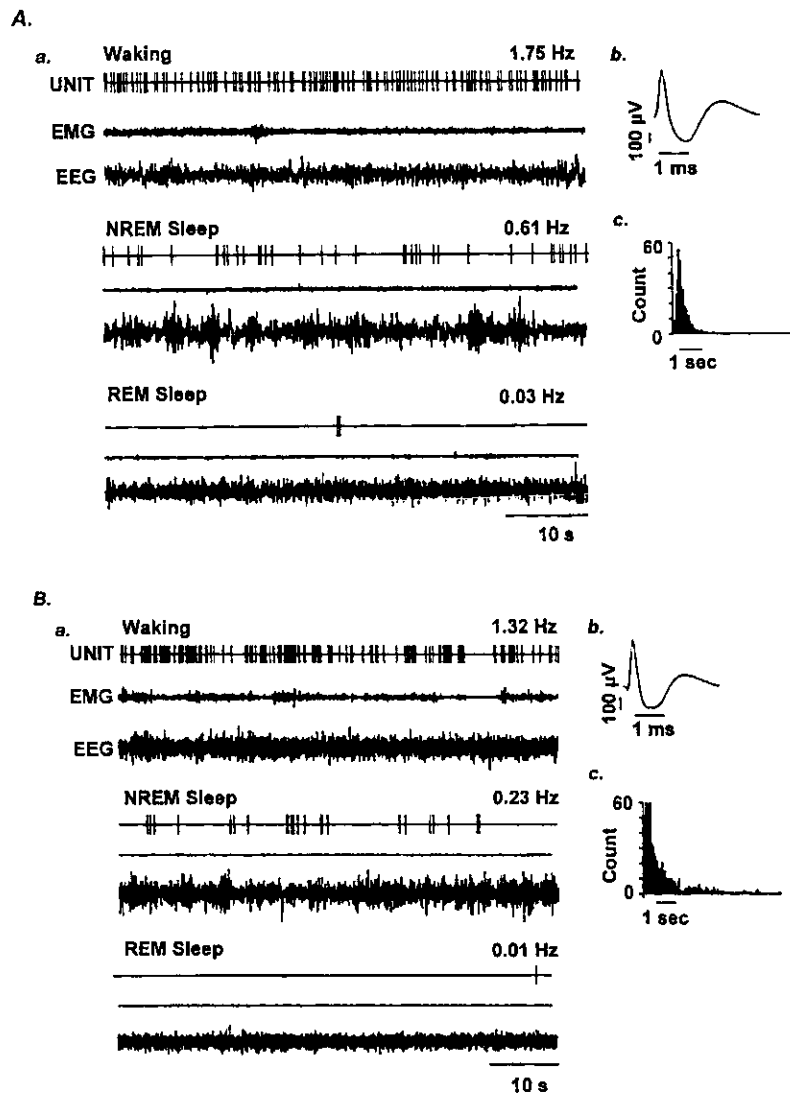 A.
a. Waking 1.75 Hz
UNIT
EMG
EEG
NREM Sleep 0.61 Hz
REM Sleep 0.03 Hz
10 s
b.
100 µV
1 ms
c.
60
Count
0
1 sec
B.
a. Waking 1.32 Hz
UNIT
EMG
EEG
NREM Sleep 0.23 Hz
REM Sleep 0.01 Hz
10 s
b.
100 µV
1 ms
c.
60
Count
0
1 sec